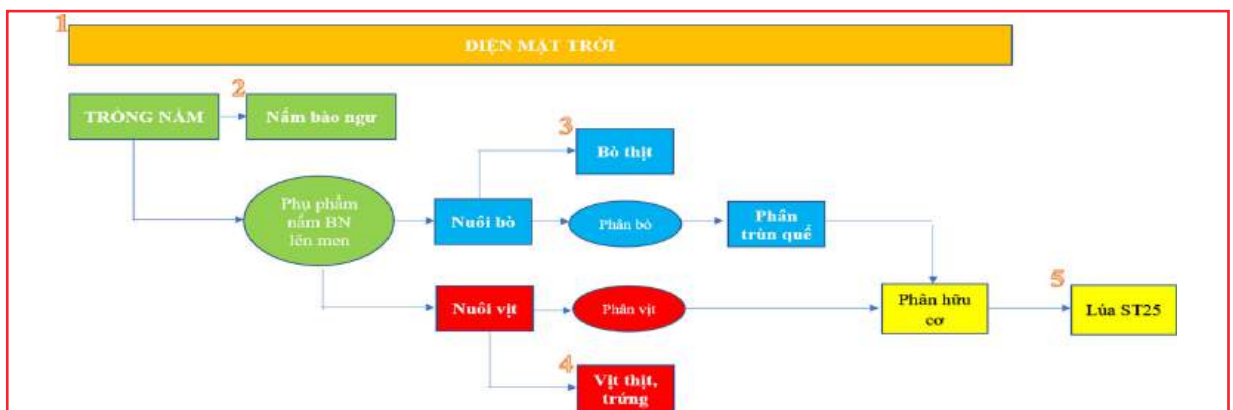 1
ĐIỆN MẶT TRỜI
2
TRỒNG NẤM
Nấm bào ngư
3
Bò thịt
Phụ phẩm
nấm BN
lên men
Nuôi bò
Phân bò
Phân
trùn quế
Nuôi vịt
Phân vịt
Phân hữu
cơ
5
Lúa ST25
4
Vịt thịt,
trứng